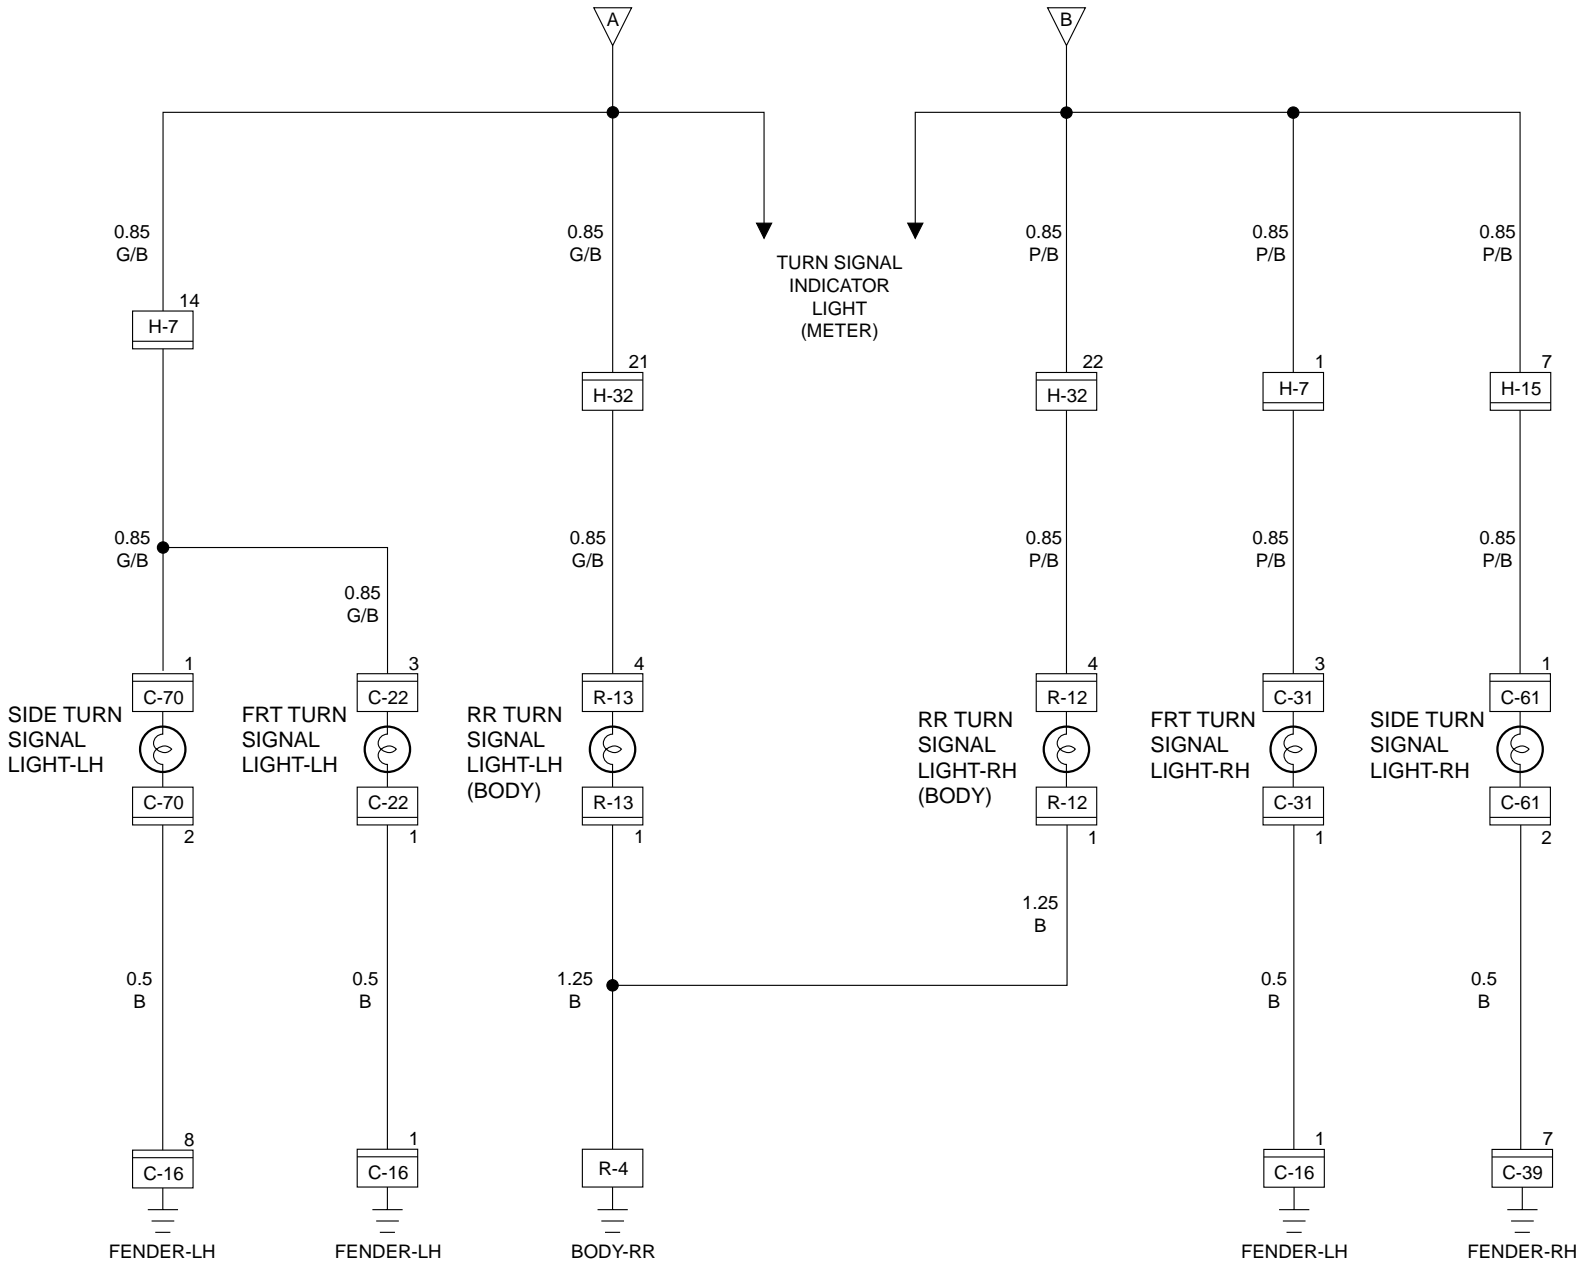 A
B
0.85
G/B
0.85
G/B
0.85
P/B
0.85
P/B
0.85
P/B
TURN SIGNAL
INDICATOR
LIGHT
(METER)
14
H-7
21
H-32
22
H-32
1
H-7
7
H-15
0.85
G/B
0.85
G/B
0.85
G/B
0.85
P/B
0.85
P/B
0.85
P/B
1
C-70
3
C-22
4
R-13
4
R-12
3
C-31
1
C-61
SIDE TURN
SIGNAL
LIGHT-LH
FRT TURN
SIGNAL
LIGHT-LH
RR TURN
SIGNAL
LIGHT-LH
(BODY)
RR TURN
SIGNAL
LIGHT-RH
(BODY)
FRT TURN
SIGNAL
LIGHT-RH
SIDE TURN
SIGNAL
LIGHT-RH
C-70
2
C-22
1
R-13
1
R-12
1
C-31
1
C-61
2
1.25
B
0.5
B
0.5
B
1.25
B
0.5
B
0.5
B
8
C-16
1
C-16
R-4
1
C-16
7
C-39
FENDER-LH
FENDER-LH
BODY-RR
FENDER-LH
FENDER-RH